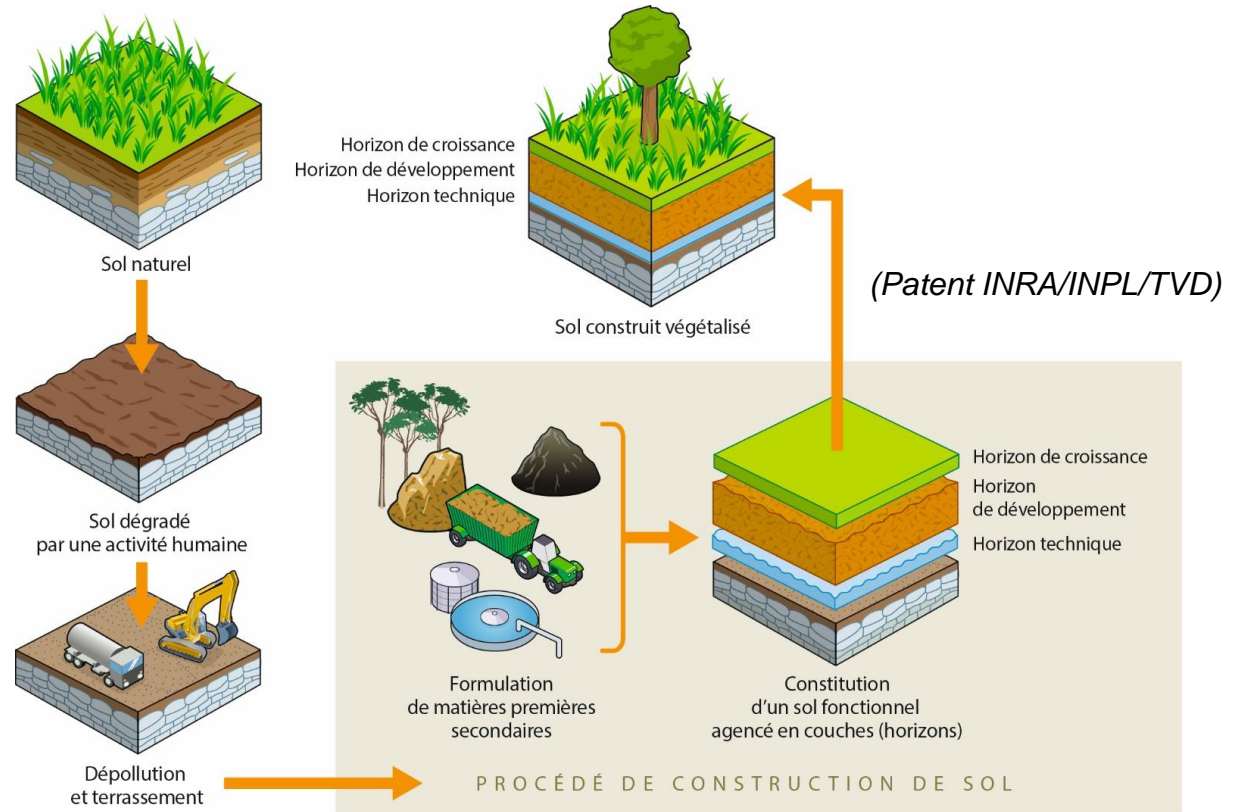 Sol naturel
Sol dégradé
par une activité humaine
Dépollution
et terrassement
Horizon de croissance
Horizon de développement
Horizon technique
Sol construit végétalisé
(Patent INRA/INPL/TVD)
Formulation
de matières premières
secondaires
Horizon de croissance
Horizon
de développement
Horizon technique
Constitution
d'un sol fonctionnel
agencé en couches (horizons)
PROCÉDÉ DE CONSTRUCTION DE SOL